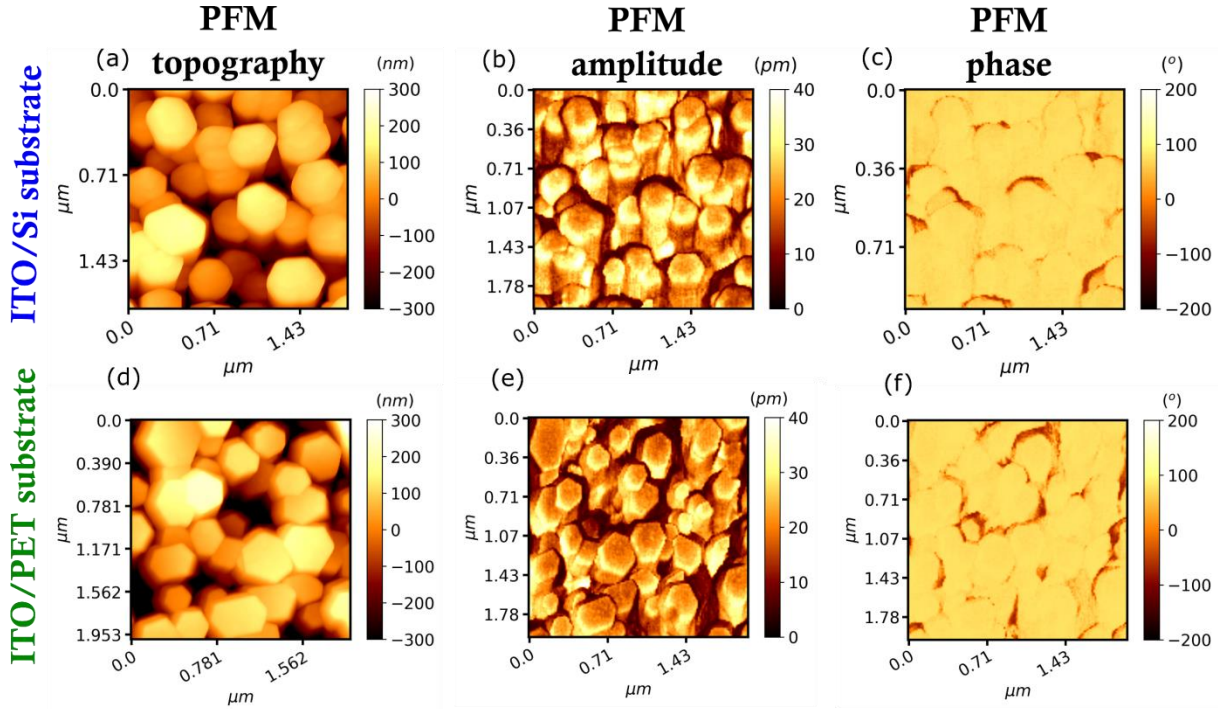 PFM
topography
PFM
amplitude
PFM
phase
ITO/Si substrate
ITO/PET substrate
(a)
(nm)
0.0
0.71
1.43
μm
0.0
0.71
1.43
μm
300
200
100
0
−100
−200
−300
(b)
(pm)
0.0
0.36
0.71
1.07
1.43
1.78
μm
0.0
0.71
1.43
μm
40
30
20
10
0
(c)
(°)
0.0
0.36
0.71
μm
0.0
0.71
1.43
μm
200
100
0
−100
−200
(d)
(nm)
0.0
0.390
0.781
1.171
1.562
1.953
μm
0.0
0.781
1.562
μm
300
200
100
0
−100
−200
−300
(e)
(pm)
0.0
0.36
0.71
1.07
1.43
1.78
μm
0.0
0.71
1.43
μm
40
30
20
10
0
(f)
(°)
0.0
0.36
0.71
1.07
1.43
1.78
μm
0.0
0.71
1.43
μm
200
100
0
−100
−200